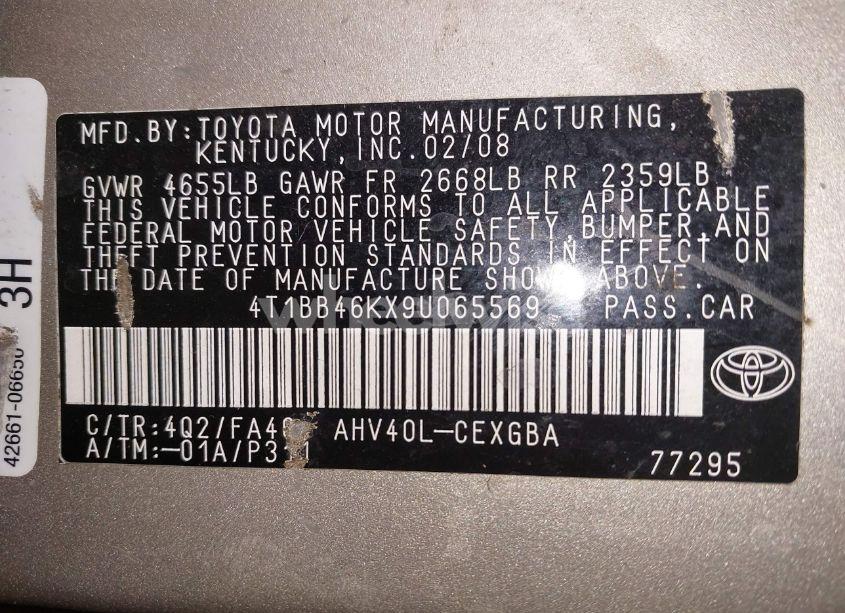 MFD. BY: TOYOTA MOTOR MANUFACTURING,
KENTUCKY, INC. 02/08
GVWR 4655LB GAWR FR 2668LB RR 2359LB
THIS VEHICLE CONFORMS TO ALL APPLICABLE
FEDERAL MOTOR VEHICLE SAFETY, BUMPER, AND
THEFT PREVENTION STANDARDS IN EFFECT ON
THE DATE OF MANUFACTURE SHOWN ABOVE.
4T1BB46KX9U065569 PASS. CAR
C/TR: 4Q2/ AHV40L-CEXGBA
A/TM: -01A/
77295
3H